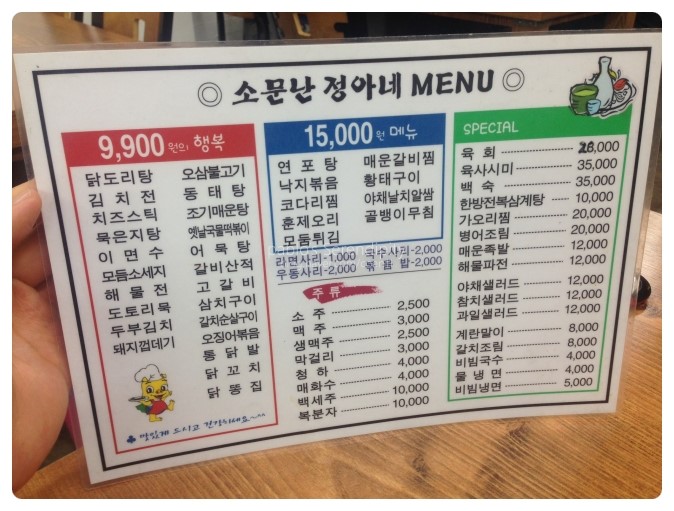 ◎ 소문난 정아네 MENU ◎
9,900원의 행복
닭도리탕
김치전
치즈스틱
묵은지탕
이면수
모듬소세지
해물전
도토리묵
두부김치
돼지껍데기
오삼불고기
동태탕
조기매운탕
옛날국물떡볶이
어묵탕
갈비산적
고갈비
삼치구이
갈치순살구이
오징어볶음
통닭발
닭꼬치
닭똥집
♣ 맛있게 드시고 건강하세요~^^
15,000원 메뉴
연포탕
낙지볶음
코다리찜
훈제오리
모둠튀김
매운갈비찜
황태구이
야채날치알쌈
골뱅이무침
라면사리-1,000 국수사리-2,000
우동사리-2,000 볶음밥-2,000
주류
소주 2,500
맥주 3,000
생맥주 2,500
막걸리 3,000
청하 4,000
매화수 4,000
백세주 10,000
복분자 10,000
SPECIAL
육회 ,000
육사시미 35,000
백숙 35,000
한방전복삼계탕 10,000
가오리찜 20,000
병어조림 20,000
매운족발 12,000
해물파전 12,000
야채샐러드 12,000
참치샐러드 12,000
과일샐러드 12,000
계란말이 8,000
갈치조림 8,000
비빔국수 4,000
물냉면 4,000
비빔냉면 5,000